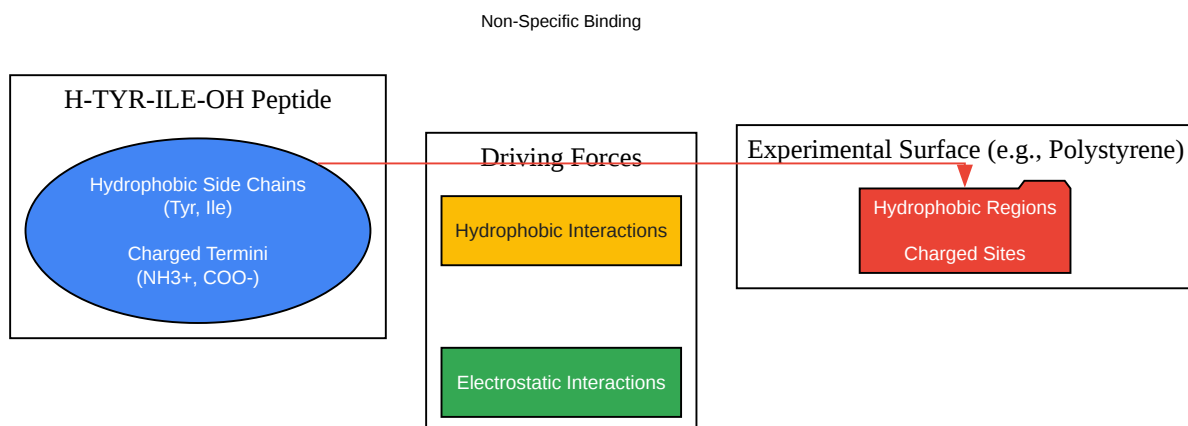 Non-Specific Binding
H-TYR-ILE-OH Peptide
Hydrophobic Side Chains
(Tyr, Ile)
Charged Termini
(NH3+, COO-)
Driving Forces
Hydrophobic Interactions
Electrostatic Interactions
Experimental Surface (e.g., Polystyrene)
Hydrophobic Regions
Charged Sites